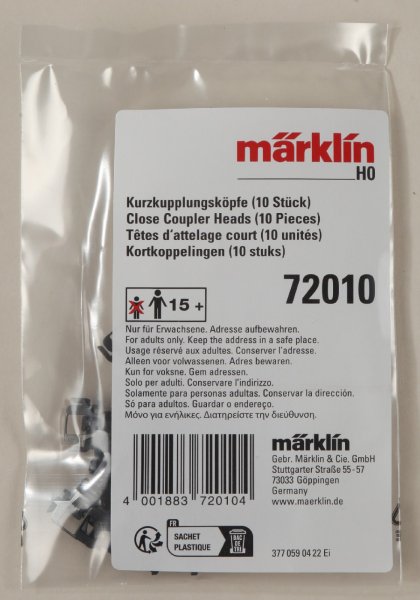 märklin
H0
Kurzkupplungsköpfe (10 Stück)
Close Coupler Heads (10 Pieces)
Têtes d'attelage court (10 unités)
Kortkoppelingen (10 stuks)
72010
15 +
Nur für Erwachsene. Adresse aufbewahren.
For adults only. Keep the address in a safe place.
Usage réservé aux adultes. Conserver l'adresse.
Alleen voor volwassenen. Adres bewaren.
Kun for voksne. Gem adressen.
Solo per adulti. Conservare l'indirizzo.
Solamente para personas adultas. Conservar la dirección.
Só para adultos. Guardar o endereço.
Μόνο για ενήλικες. Διατηρείστε την διεύθυνση.
4 001883 720104
märklin
Gebr. Märklin & Cie. GmbH
Stuttgarter Straße 55 - 57
73033 Göppingen
Germany
www.maerklin.de
FR
SACHET
PLASTIQUE
BAC
DE
TRI
377 059 04 22 Ei